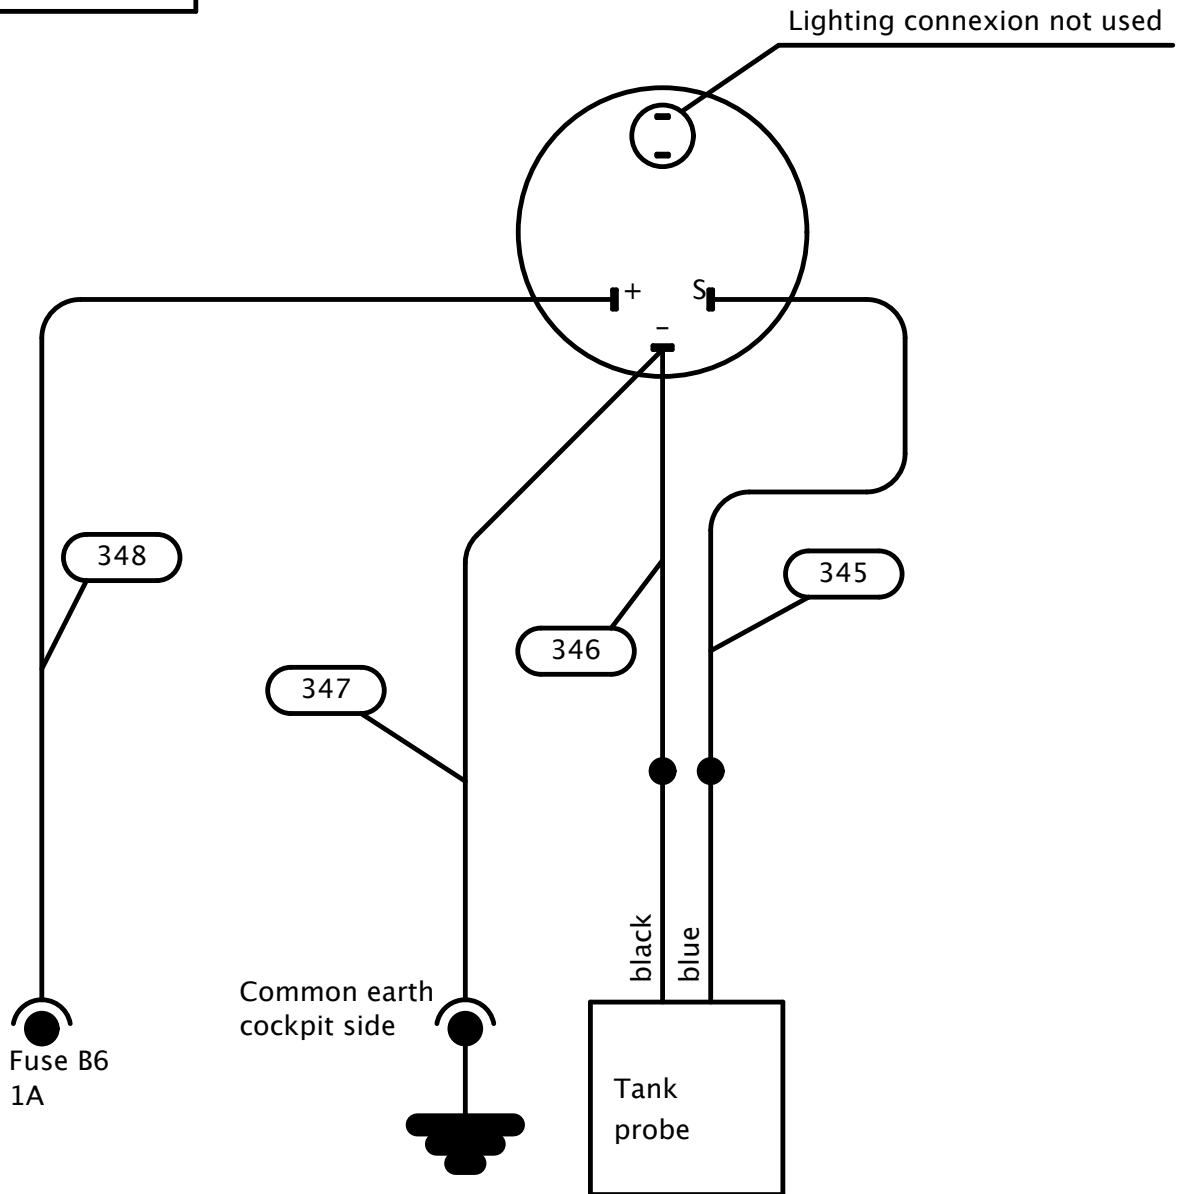 Lighting connexion not used
+
S
–
348
345
346
347
black
blue
Common earth
cockpit side
Fuse B6
1A
Tank
probe